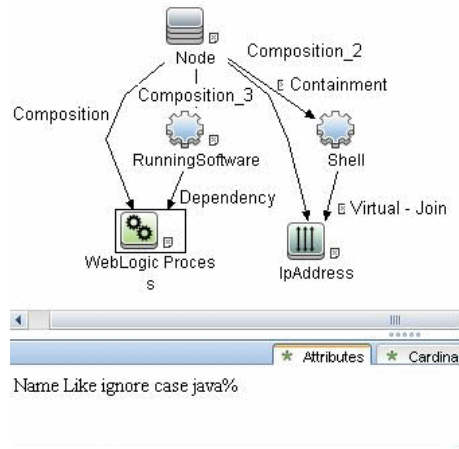 Node
Composition_2
Containment
Composition_3
Composition
RunningSoftware
Shell
Dependency
Virtual - Join
WebLogic Proces
s
IpAddress
Attributes
Cardina
Name Like ignore case java%